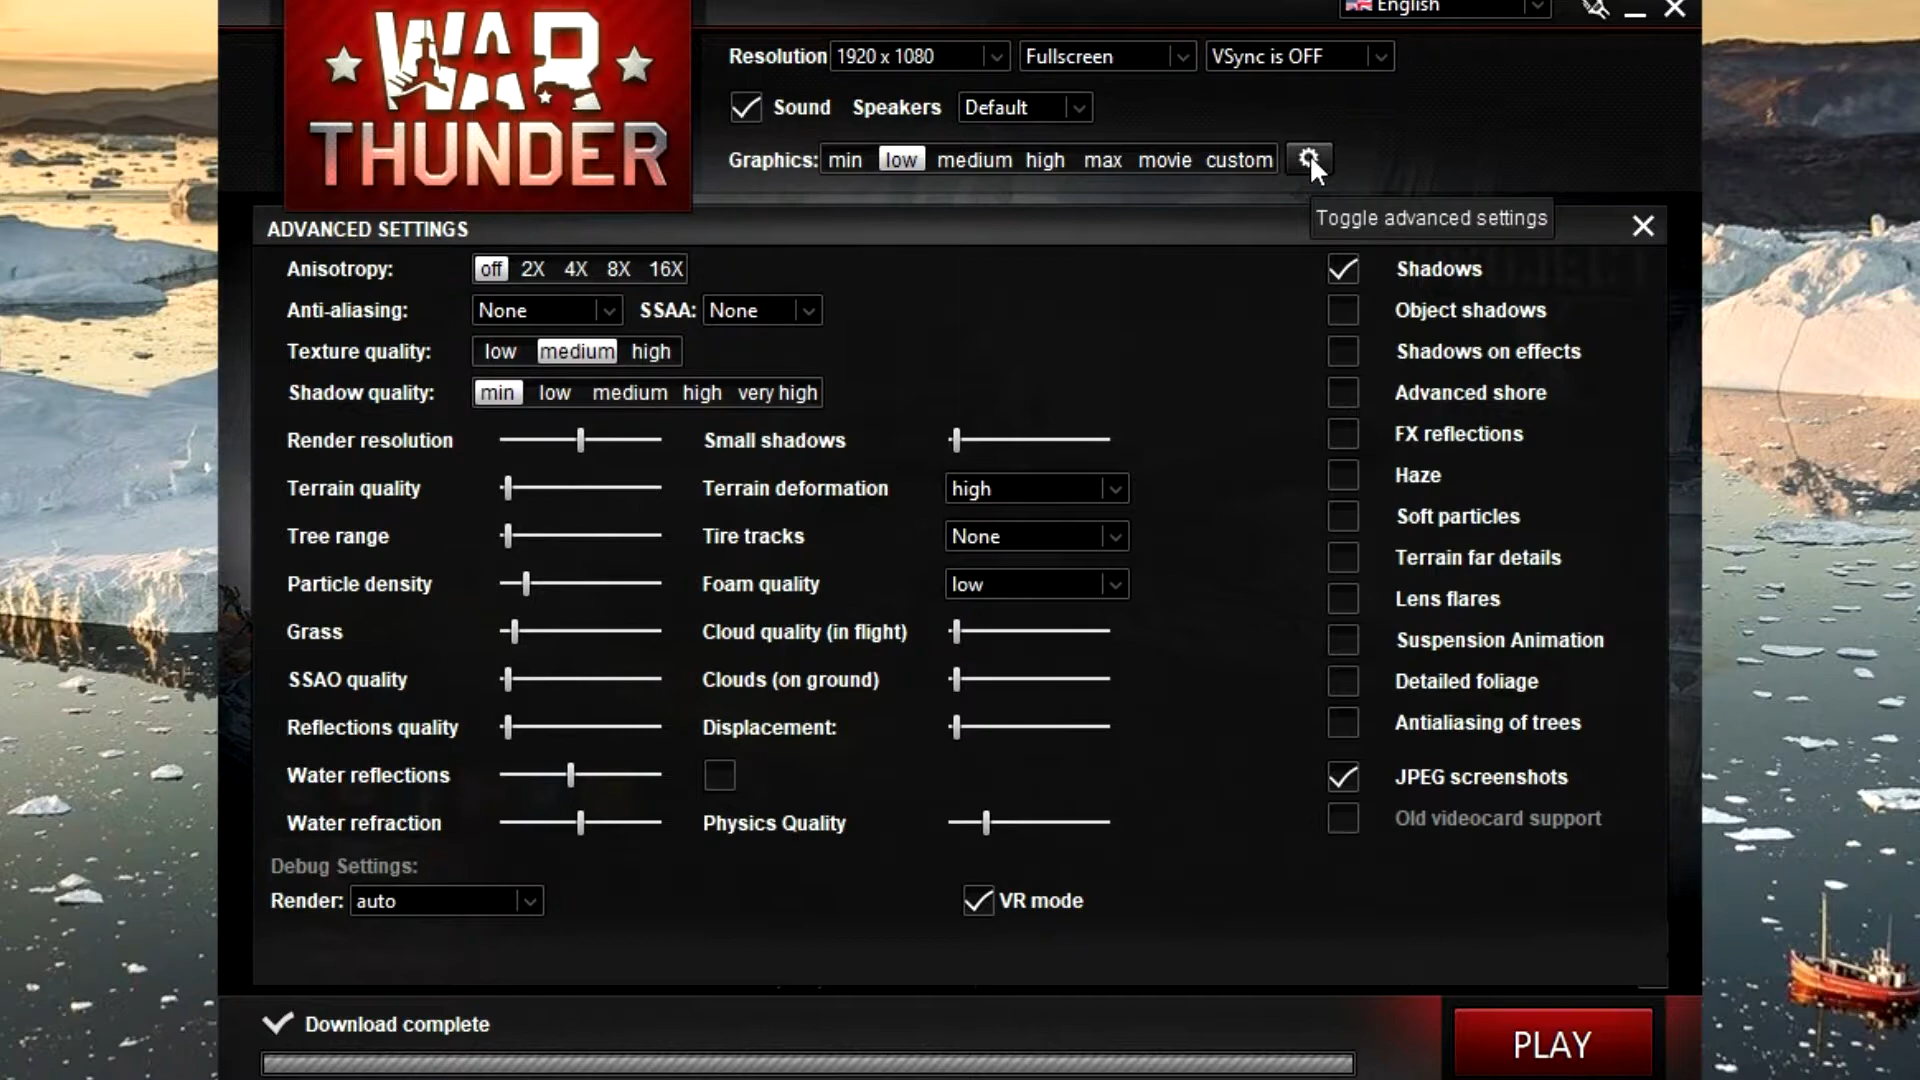 English
WAR
THUNDER
Resolution 1920 x 1080 Fullscreen VSync is OFF
Sound Speakers Default
Graphics: min low medium high max movie custom
Toggle advanced settings
ADVANCED SETTINGS
Anisotropy: off 2X 4X 8X 16X
Anti-aliasing: None SSAA: None
Texture quality: low medium high
Shadow quality: min low medium high very high
Render resolution Small shadows
Terrain quality Terrain deformation high
Tree range Tire tracks None
Particle density Foam quality low
Grass Cloud quality (in flight)
SSAO quality Clouds (on ground)
Reflections quality Displacement:
Water reflections
Water refraction Physics Quality
Shadows
Object shadows
Shadows on effects
Advanced shore
FX reflections
Haze
Soft particles
Terrain far details
Lens flares
Suspension Animation
Detailed foliage
Antialiasing of trees
JPEG screenshots
Old videocard support
Debug Settings:
Render: auto VR mode
Download complete
PLAY